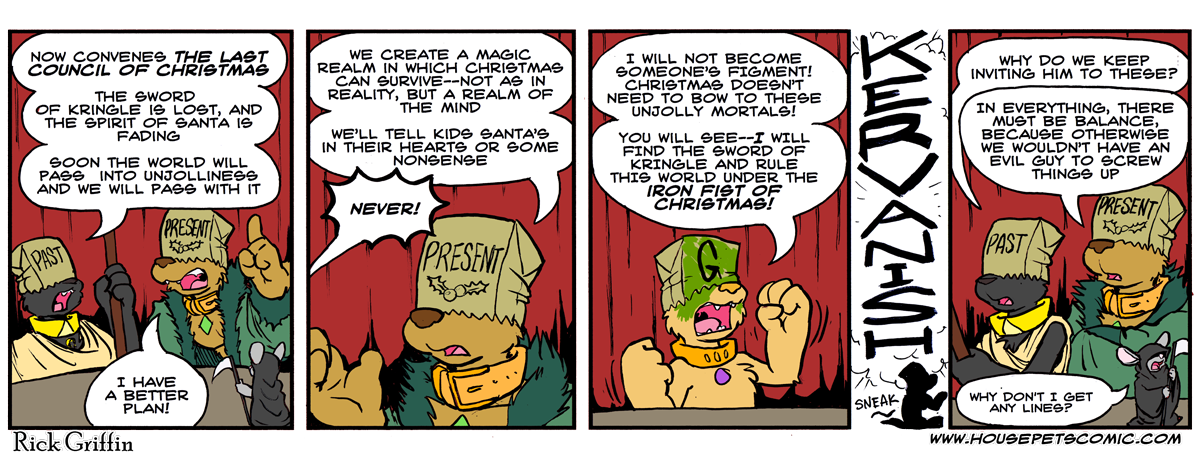 NOW CONVENES THE LAST
COUNCIL OF CHRISTMAS
THE SWORD
OF KRINGLE IS LOST, AND
THE SPIRIT OF SANTA IS
FADING
SOON THE WORLD WILL
PASS INTO UNJOLLINESS
AND WE WILL PASS WITH IT
PAST
PRESENT
I HAVE
A BETTER
PLAN!
WE CREATE A MAGIC
REALM IN WHICH CHRISTMAS
CAN SURVIVE--NOT AS IN
REALITY, BUT A REALM OF
THE MIND
WE'LL TELL KIDS SANTA'S
IN THEIR HEARTS OR SOME
NONSENSE
NEVER!
PRESENT
I WILL NOT BECOME
SOMEONE'S FIGMENT!
CHRISTMAS DOESN'T
NEED TO BOW TO THESE
UNJOLLY MORTALS!
YOU WILL SEE--I WILL
FIND THE SWORD OF
KRINGLE AND RULE
THIS WORLD UNDER THE
IRON FIST OF
CHRISTMAS!
G
KERVANISH
SNEAK
WHY DO WE KEEP
INVITING HIM TO THESE?
IN EVERYTHING, THERE
MUST BE BALANCE,
BECAUSE OTHERWISE
WE WOULDN'T HAVE AN
EVIL GUY TO SCREW
THINGS UP
PAST
PRESENT
WHY DON'T I GET
ANY LINES?
Rick Griffin
WWW.HOUSEPETSCOMIC.COM